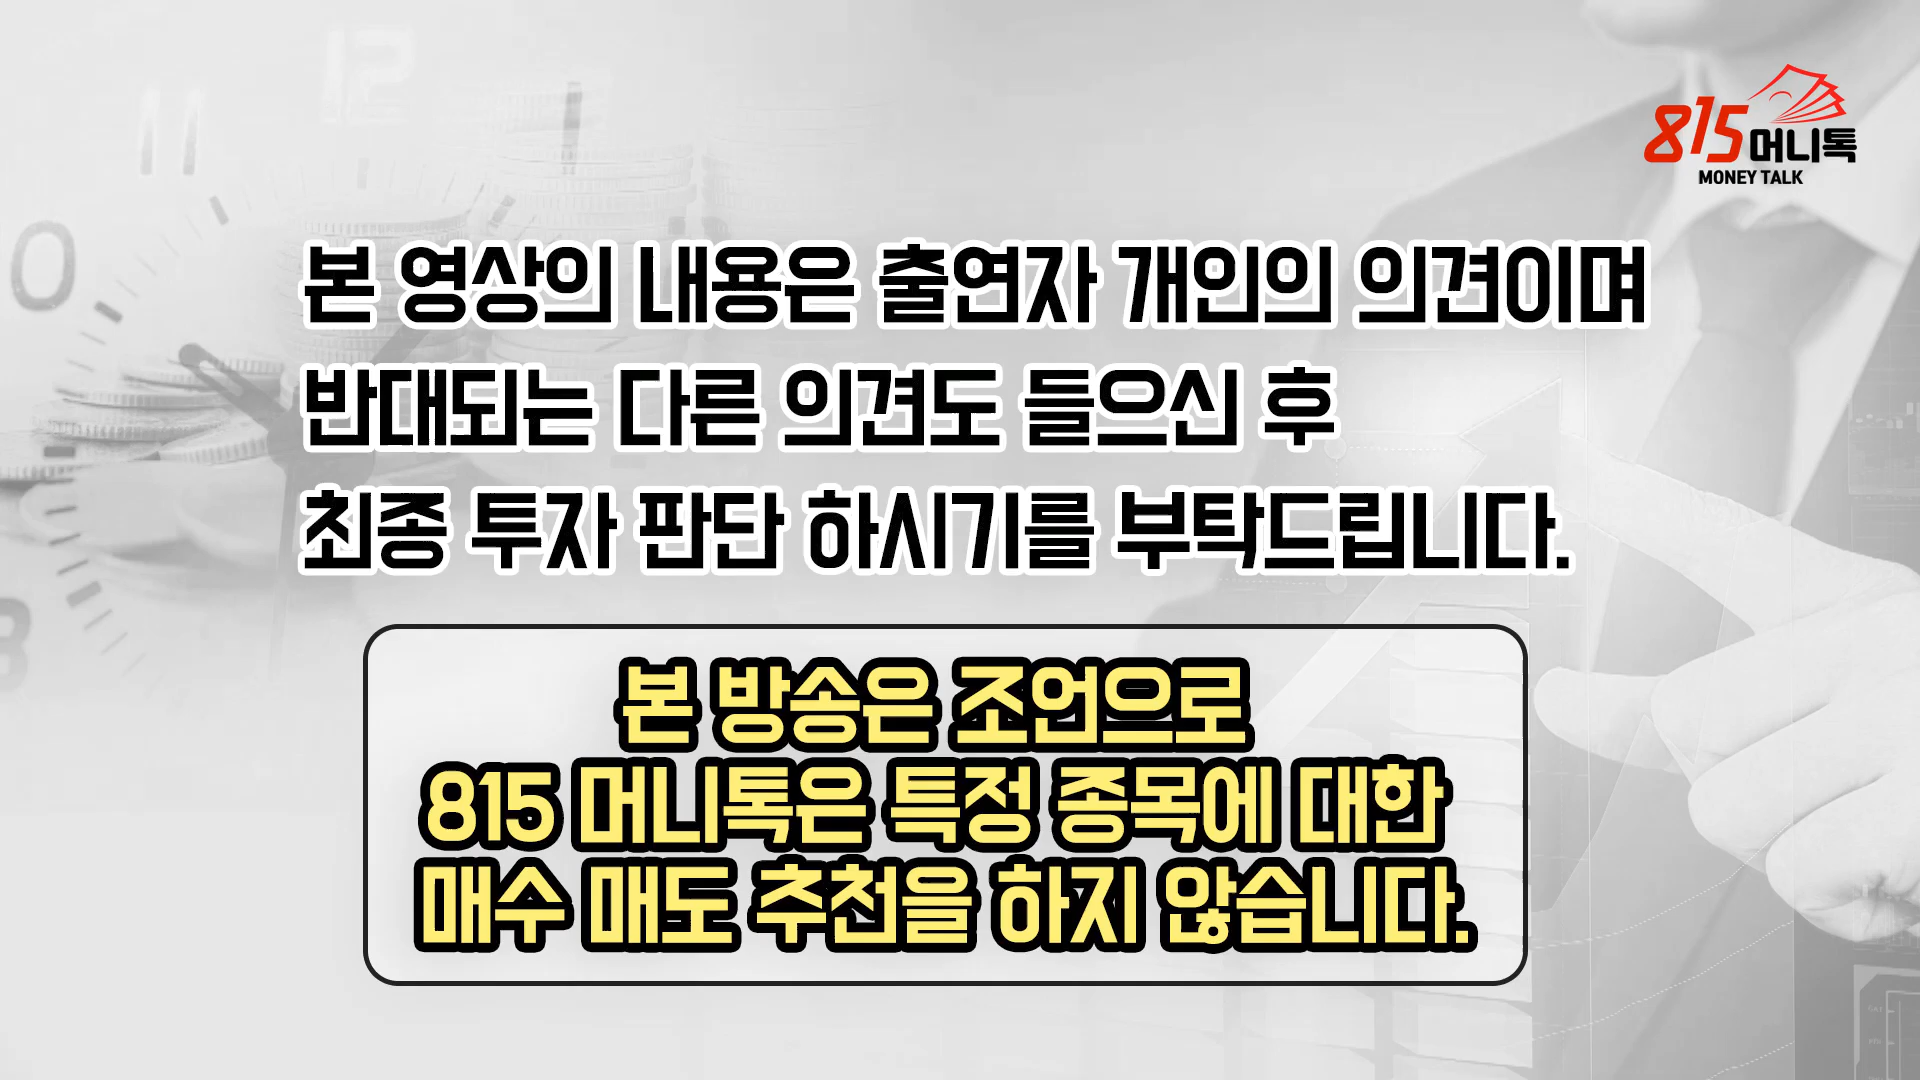 815머니톡
MONEY TALK
본 영상의 내용은 출연자 개인의 의견이며
반대되는 다른 의견도 들으신 후
최종 투자 판단 하시기를 부탁드립니다.
본 방송은 조언으로
815 머니톡은 특정 종목에 대한
매수 매도 추천을 하지 않습니다.
12
11
10
8